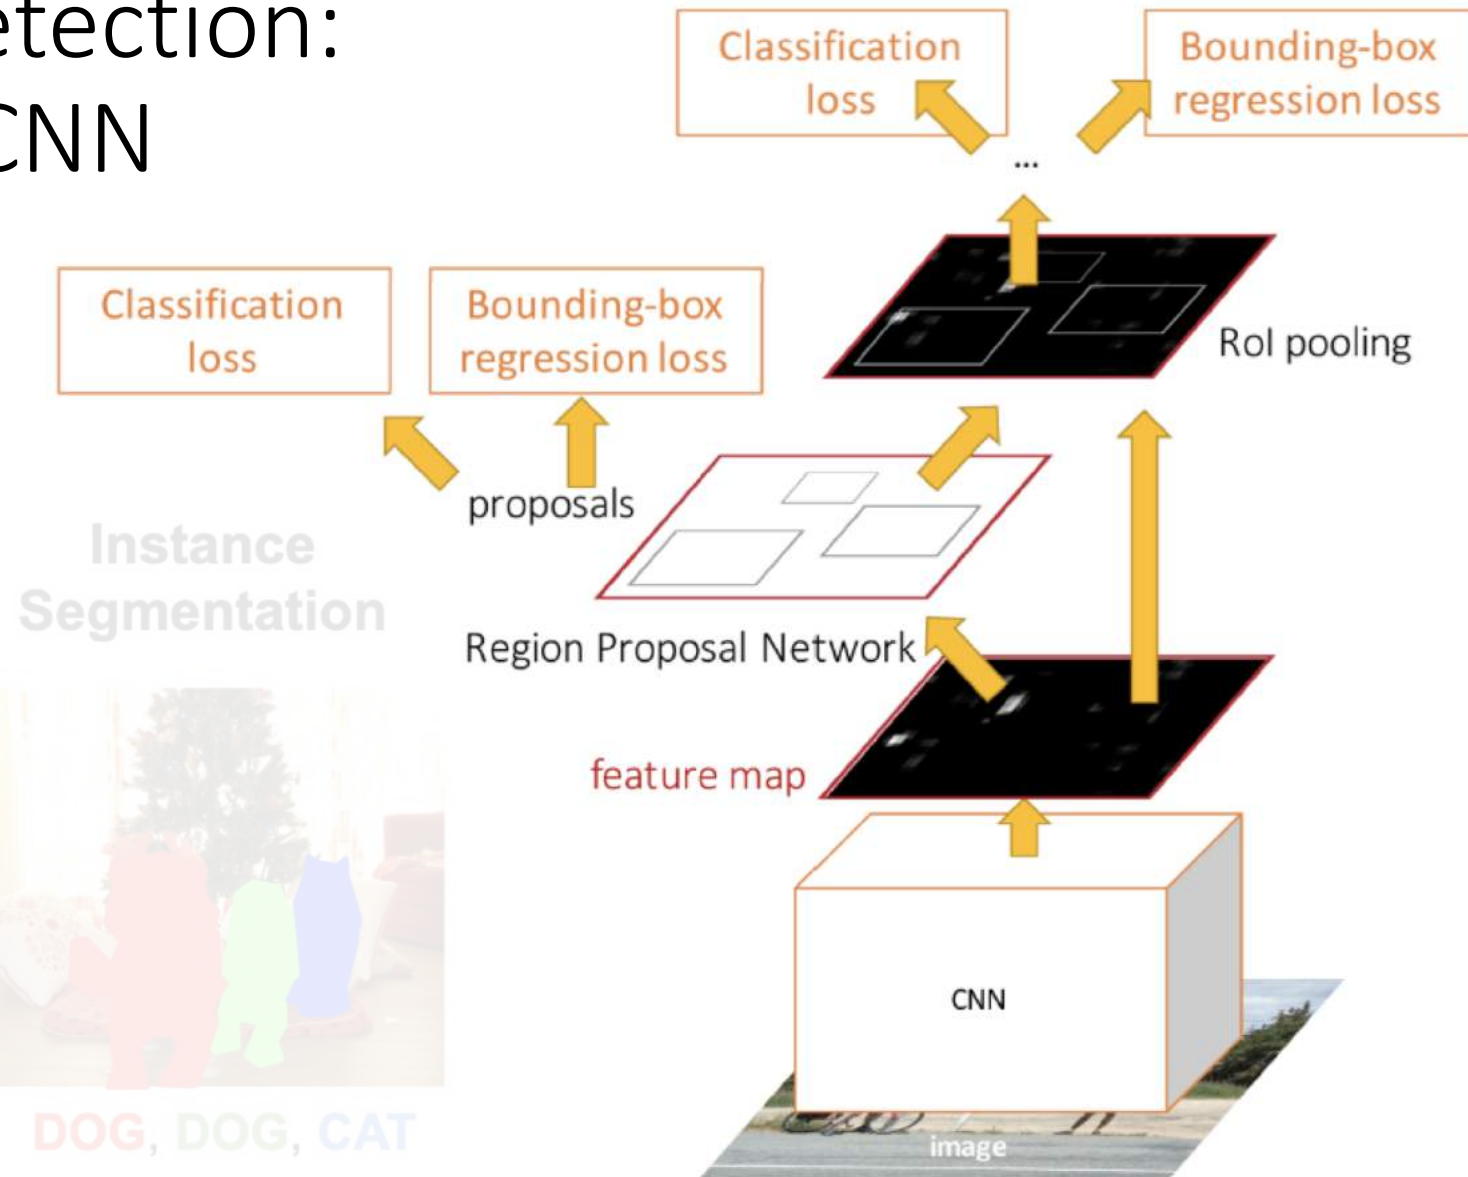 etection:
CNN
Classification
loss
Bounding-box
regression loss
...
RoI pooling
Classification
loss
Bounding-box
regression loss
proposals
Region Proposal Network
feature map
CNN
image
Instance
Segmentation
DOG, DOG, CAT